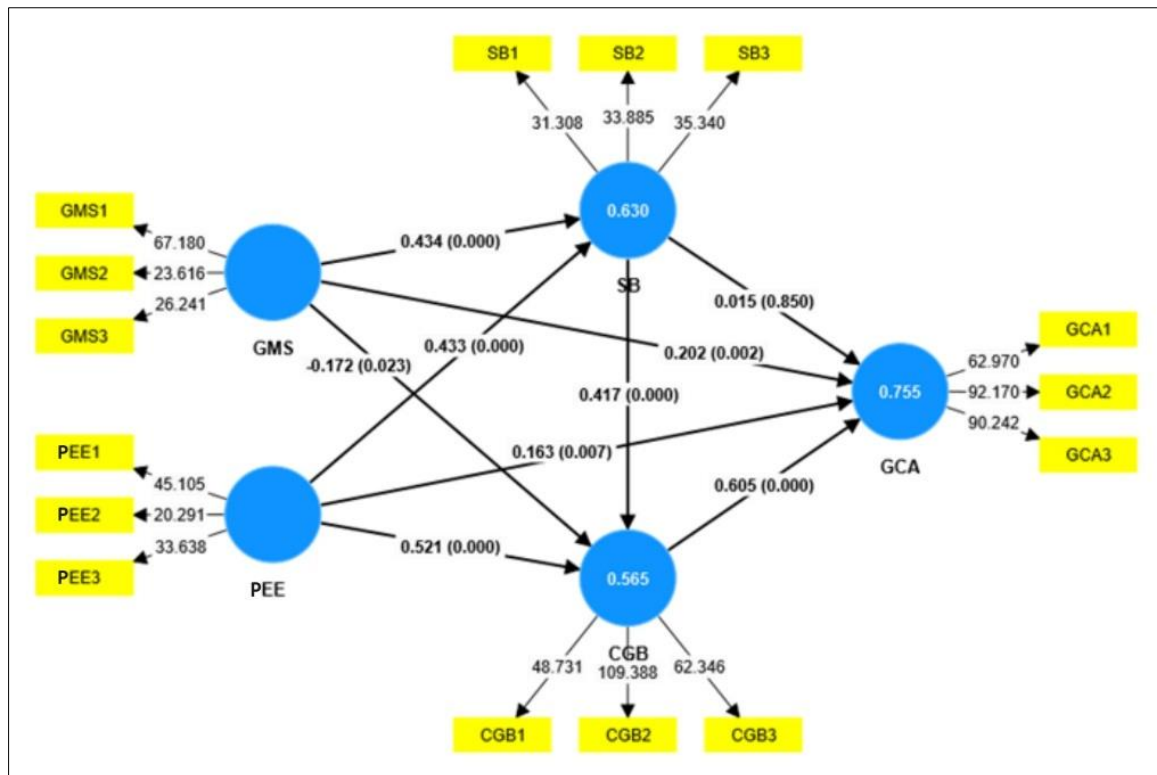 SB1
SB2
SB3
31.308
33.885
35.340
GMS1
GMS2
GMS3
67.180
23.616
26.241
GMS
0.630
SB
0.434 (0.000)
0.015 (0.850)
0.433 (0.000)
-0.172 (0.023)
0.202 (0.002)
0.417 (0.000)
GCA1
GCA2
GCA3
62.970
92.170
90.242
0.755
GCA
PEE1
PEE2
PEE3
45.105
20.291
33.638
PEE
0.163 (0.007)
0.605 (0.000)
0.521 (0.000)
0.565
CGB
48.731
109.388
62.346
CGB1
CGB2
CGB3